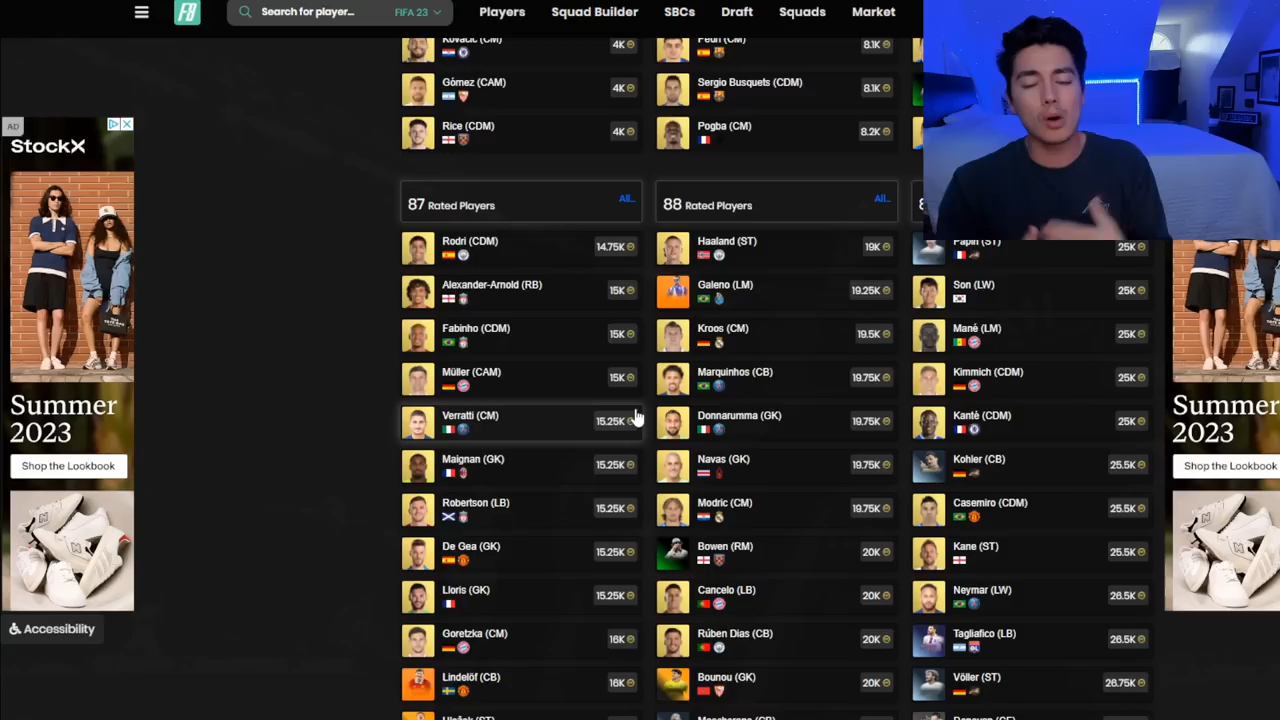 F8 Search for player... FIFA 23 Players Squad Builder SBCs Draft Squads Market
Kovacic (CM) 4K
Gómez (CAM) 4K
Rice (CDM) 4K
8.1K
Sergio Busquets (CDM) 8.1K
Pogba (CM) 8.2K
AD
StockX
Summer
2023
Shop the Lookbook
Accessibility
87 Rated Players All...
Rodri (CDM) 14.75K
Alexander-Arnold (RB) 15K
Fabinho (CDM) 15K
Müller (CAM) 15K
Verratti (CM) 15.25K
Maignan (GK) 15.25K
Robertson (LB) 15.25K
De Gea (GK) 15.25K
Lloris (GK) 15.25K
Goretzka (CM) 16K
Lindelöf (CB) 16K
88 Rated Players All...
Haaland (ST) 19K
Galeno (LM) 19.25K
Kroos (CM) 19.5K
Marquinhos (CB) 19.75K
Donnarumma (GK) 19.75K
Navas (GK) 19.75K
Modric (CM) 19.75K
Bowen (RM) 20K
Cancelo (LB) 20K
Rúben Dias (CB) 20K
Bounou (GK) 20K
Papin (ST) 25K
Son (LW) 25K
Mané (LM) 25K
Kimmich (CDM) 25K
Kanté (CDM) 25K
Kohler (CB) 25.5K
Casemiro (CDM) 25.5K
Kane (ST) 25.5K
Neymar (LW) 26.5K
Tagliafico (LB) 26.5K
Völler (ST) 26.75K
Summer
2023
Shop the Lookbook